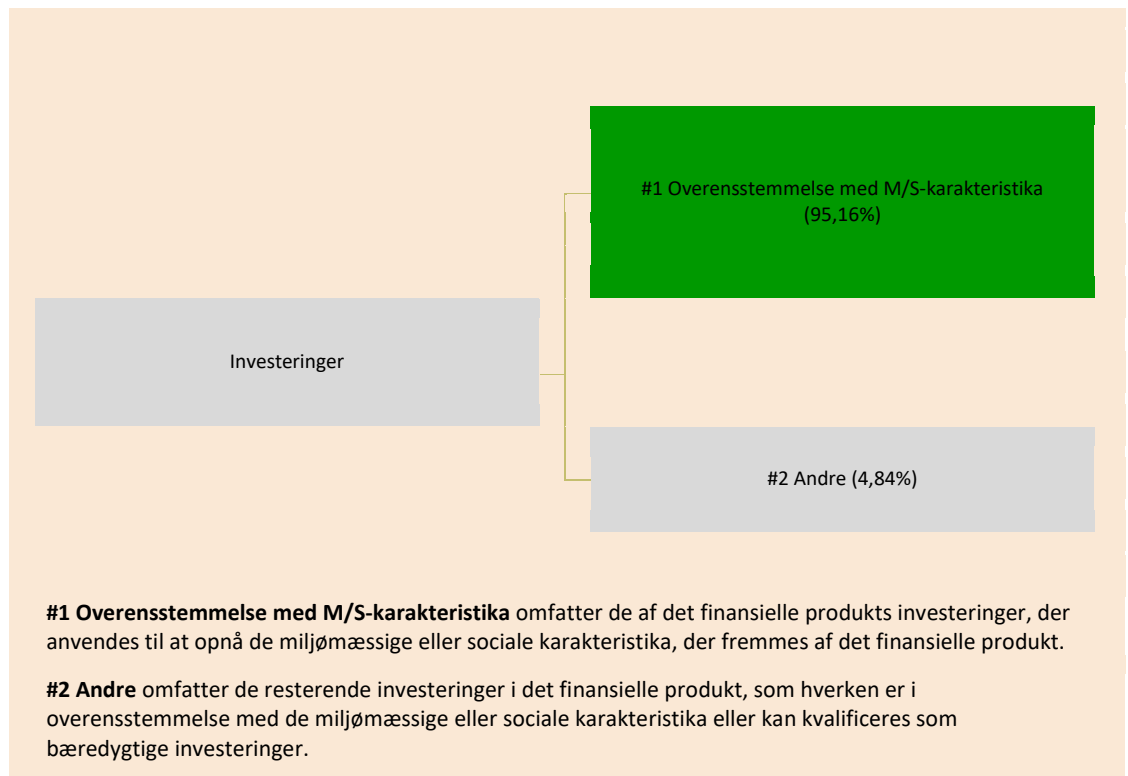 #1 Overensstemmelse med M/S-karakteristika
(95,16%)
Investeringer
#2 Andre (4,84%)
#1 Overensstemmelse med M/S-karakteristika omfatter de af det finansielle produkts investeringer, der
anvendes til at opnå de miljømæssige eller sociale karakteristika, der fremmes af det finansielle produkt.
#2 Andre omfatter de resterende investeringer i det finansielle produkt, som hverken er i
overensstemmelse med de miljømæssige eller sociale karakteristika eller kan kvalificeres som
bæredygtige investeringer.